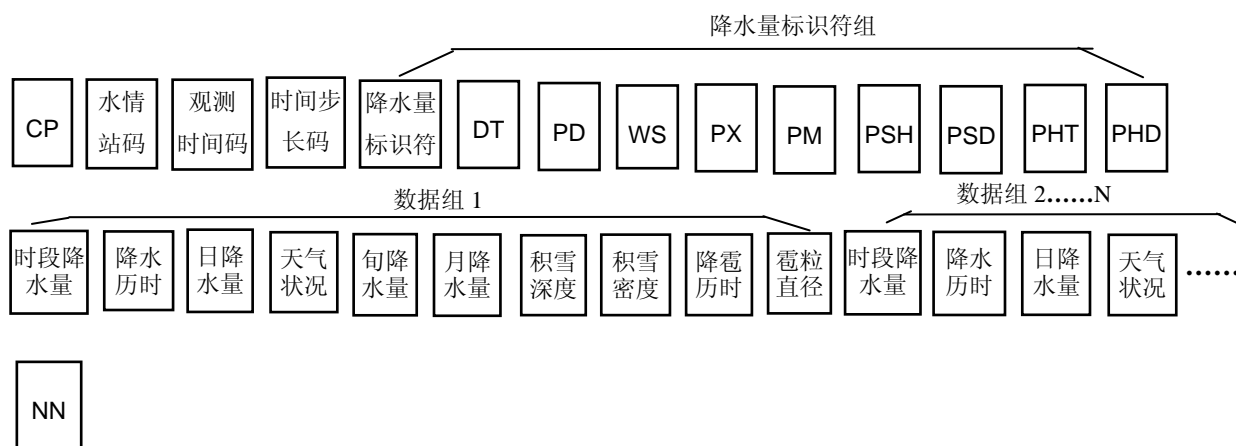 降水量标识符组
CP 水情站码 观测时间码 时间步长码 降水量标识符 DT PD WS PX PM PSH PSD PHT PHD
数据组 1 数据组 2……N
时段降水量 降水历时 日降水量 天气状况 旬降水量 月降水量 积雪深度 积雪密度 降雹历时 雹粒直径 时段降水量 降水历时 日降水量 天气状况 ……
NN